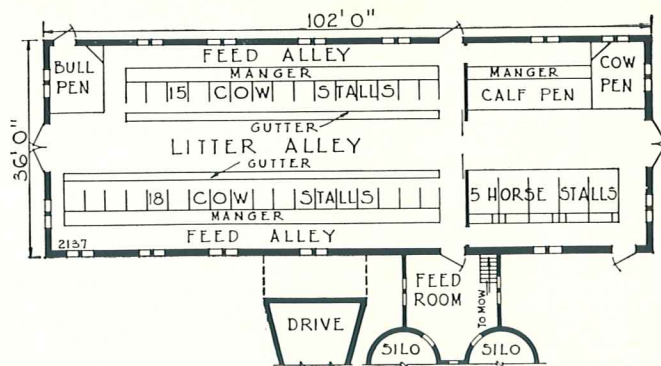 102'0"
36'0"
FEED ALLEY
BULL PEN
MANGER
15 COW STALLS
GUTTER
LITTER ALLEY
GUTTER
MANGER
CALF PEN
COW PEN
18 COW STALLS
MANGER
FEED ALLEY
2137
5 HORSE STALLS
FEED ROOM
TO MOW
DRIVE
SILO
SILO